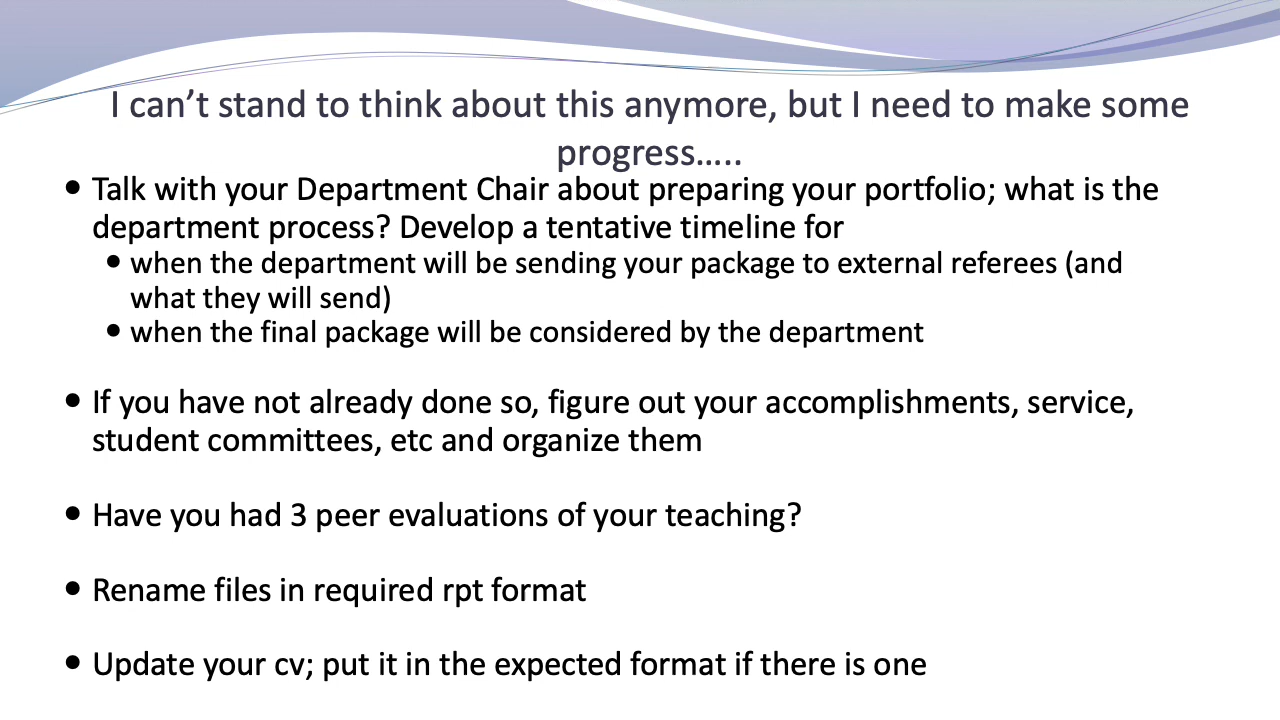 I can’t stand to think about this anymore, but I need to make some
progress.....
• Talk with your Department Chair about preparing your portfolio; what is the
department process? Develop a tentative timeline for
• when the department will be sending your package to external referees (and
what they will send)
• when the final package will be considered by the department
• If you have not already done so, figure out your accomplishments, service,
student committees, etc and organize them
• Have you had 3 peer evaluations of your teaching?
• Rename files in required rpt format
• Update your cv; put it in the expected format if there is one